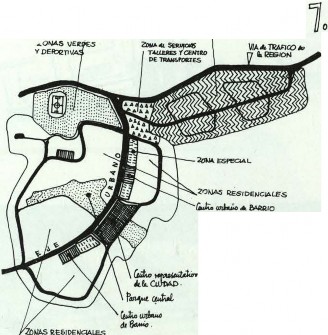 7.
ZONAS VERDES
Y DEPORTIVAS
ZONA AL SERVICIO
TALLERES Y CENTRO
DE TRANSPORTES
VIA de TRAFICO de
la REGION
ZONA ESPECIAL
ZONAS RESIDENCIALES
Centro urbano de BARRIO
EJE URBANO
Centro representativo
de la CIUDAD.
Parque central
Centro urbano
de Barrio.
ZONAS RESIDENCIALES